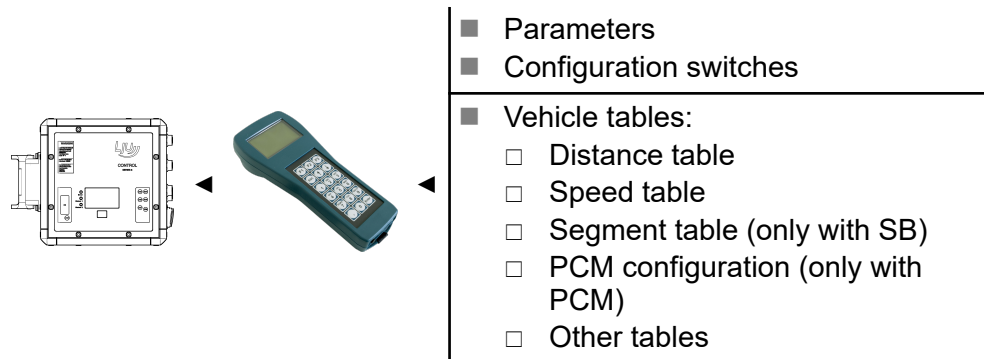 Parameters
Configuration switches
Vehicle tables:
Distance table
Speed table
Segment table (only with SB)
PCM configuration (only with
PCM)
Other tables
CONTROL